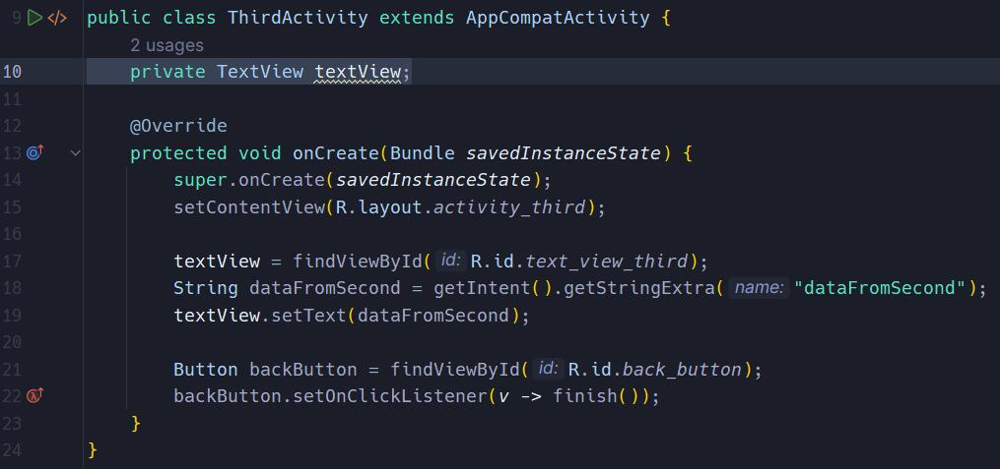 9 public class ThirdActivity extends AppCompatActivity {
2 usages
10 private TextView textView;
11
12 @Override
13 protected void onCreate(Bundle savedInstanceState) {
14 super.onCreate(savedInstanceState);
15 setContentView(R.layout.activity_third);
16
17 textView = findViewById( id: R.id.text_view_third);
18 String dataFromSecond = getIntent().getStringExtra( name: "dataFromSecond");
19 textView.setText(dataFromSecond);
20
21 Button backButton = findViewById( id: R.id.back_button);
22 backButton.setOnClickListener(v -> finish());
23 }
24 }